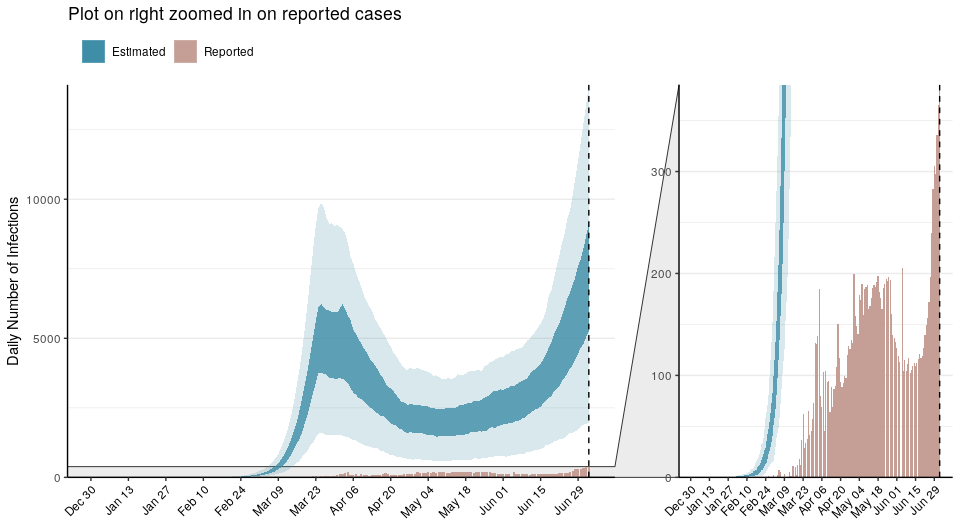 Plot on right zoomed in on reported cases
Estimated Reported
Daily Number of Infections
10000
5000
0
Dec 30 Jan 13 Jan 27 Feb 10 Feb 24 Mar 09 Mar 23 Apr 06 Apr 20 May 04 May 18 Jun 01 Jun 15 Jun 29
300
200
100
0
Dec 30 Jan 13 Jan 27 Feb 10 Feb 24 Mar 09 Mar 23 Apr 06 Apr 20 May 04 May 18 Jun 01 Jun 15 Jun 29